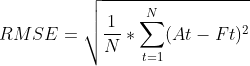 RMSE = \sqrt{\frac{1}{N} * \sum_{t=1}^{N} (At - Ft)^2}